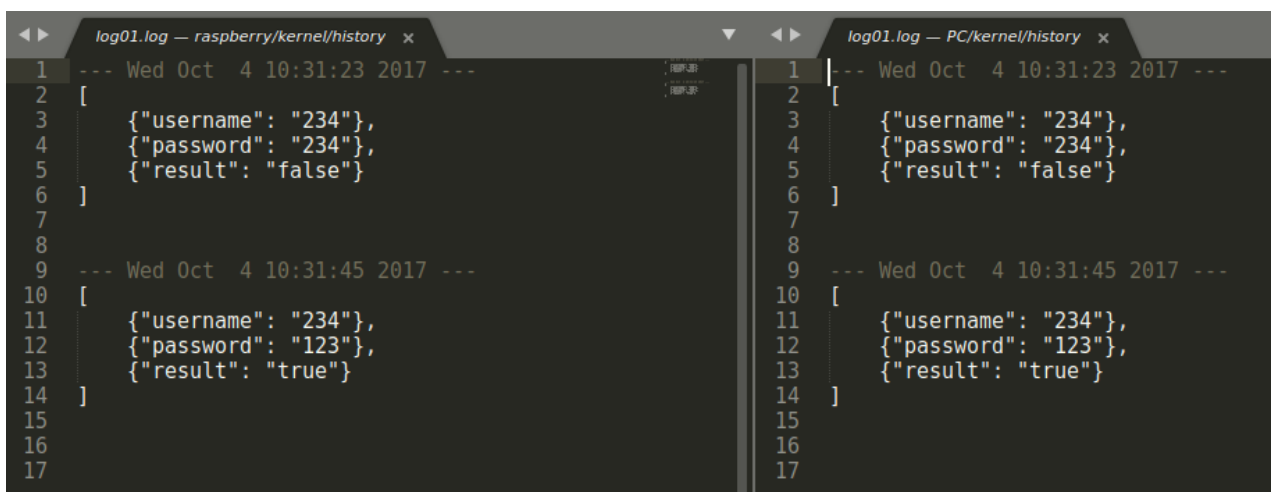 log01.log — raspberry/kernel/history ×
1 --- Wed Oct  4 10:31:23 2017 ---
2 [
3     {"username": "234"},
4     {"password": "234"},
5     {"result": "false"}
6 ]
7
8
9 --- Wed Oct  4 10:31:45 2017 ---
10 [
11     {"username": "234"},
12     {"password": "123"},
13     {"result": "true"}
14 ]
15
16
17
log01.log — PC/kernel/history ×
1 --- Wed Oct  4 10:31:23 2017 ---
2 [
3     {"username": "234"},
4     {"password": "234"},
5     {"result": "false"}
6 ]
7
8
9 --- Wed Oct  4 10:31:45 2017 ---
10 [
11     {"username": "234"},
12     {"password": "123"},
13     {"result": "true"}
14 ]
15
16
17